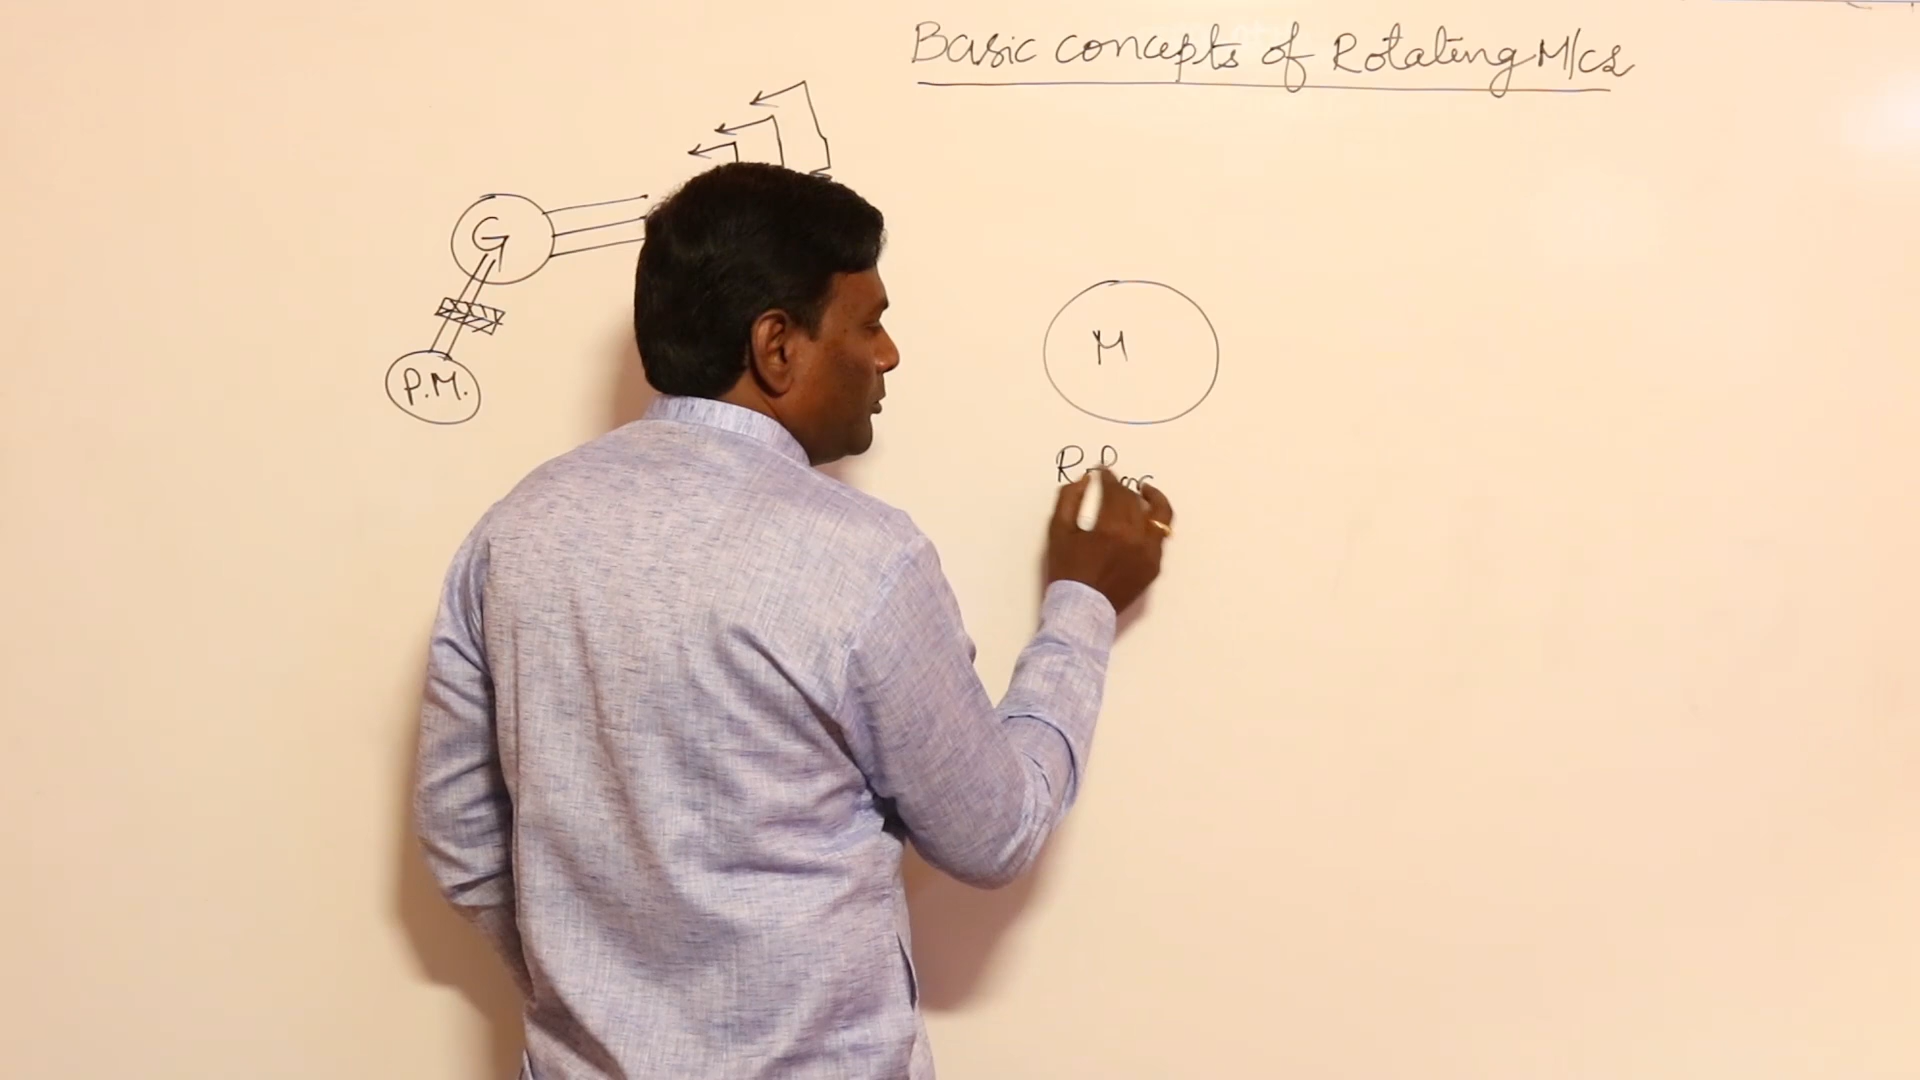 Basic concepts of Rotating M/cs
G
M
P.M.